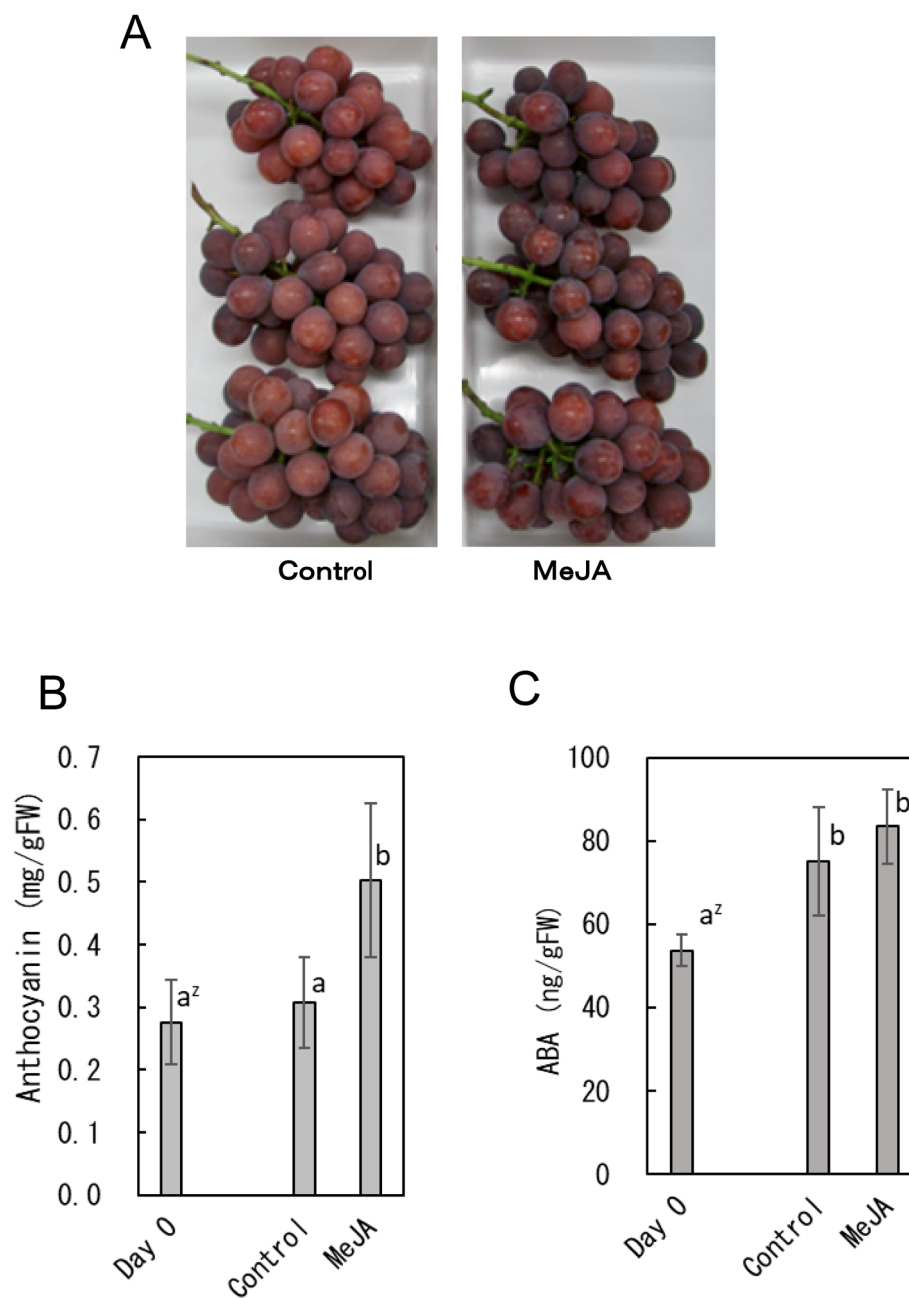 A
Control MeJA
B
C
Anthocyanin (mg/gFW)
0.7
0.6
0.5
0.4
0.3
0.2
0.1
0.0
aᶻ
a
b
Day 0
Control
MeJA
ABA (ng/gFW)
100
80
60
40
20
0
aᶻ
b
b
Day 0
Control
MeJA